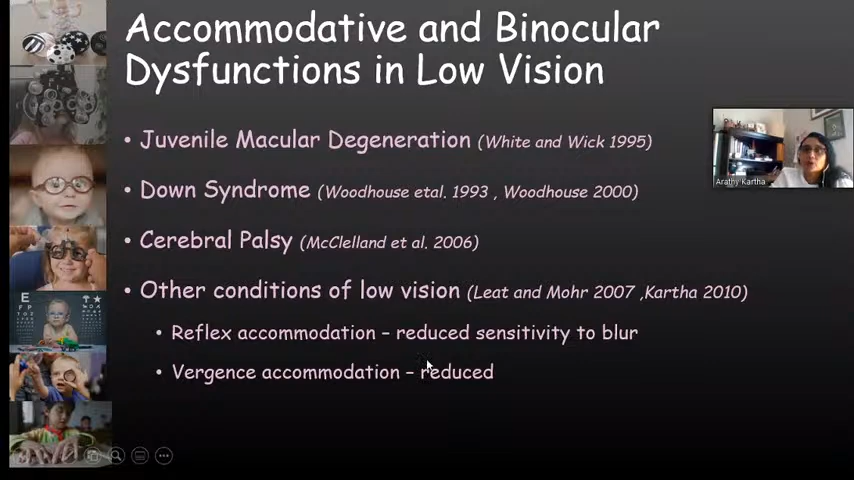 Accommodative and Binocular
Dysfunctions in Low Vision
• Juvenile Macular Degeneration (White and Wick 1995)
• Down Syndrome (Woodhouse etal. 1993 , Woodhouse 2000)
• Cerebral Palsy (McClelland et al. 2006)
• Other conditions of low vision (Leat and Mohr 2007 ,Kartha 2010)
• Reflex accommodation – reduced sensitivity to blur
• Vergence accommodation – reduced
Arathy Kartha